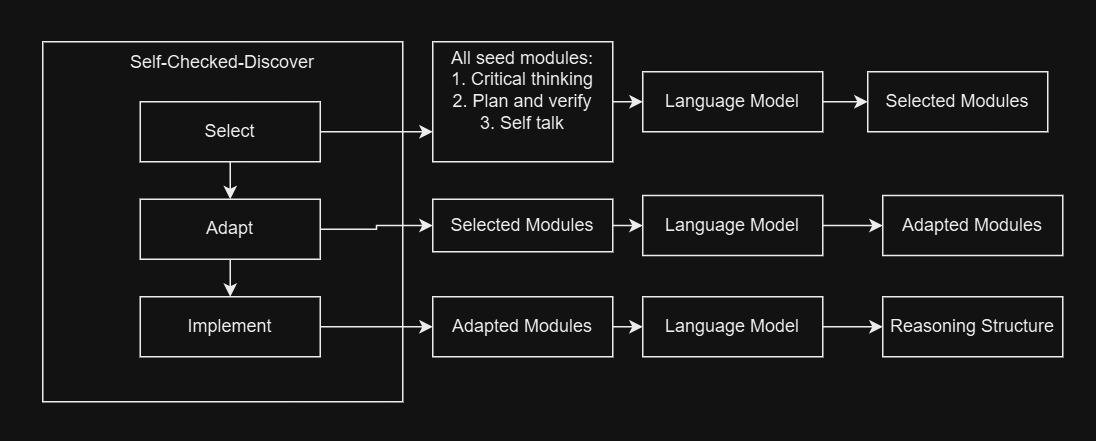 Self-Checked-Discover
Select
All seed modules:
1. Critical thinking
2. Plan and verify
3. Self talk
Language Model
Selected Modules
Adapt
Selected Modules
Language Model
Adapted Modules
Implement
Adapted Modules
Language Model
Reasoning Structure